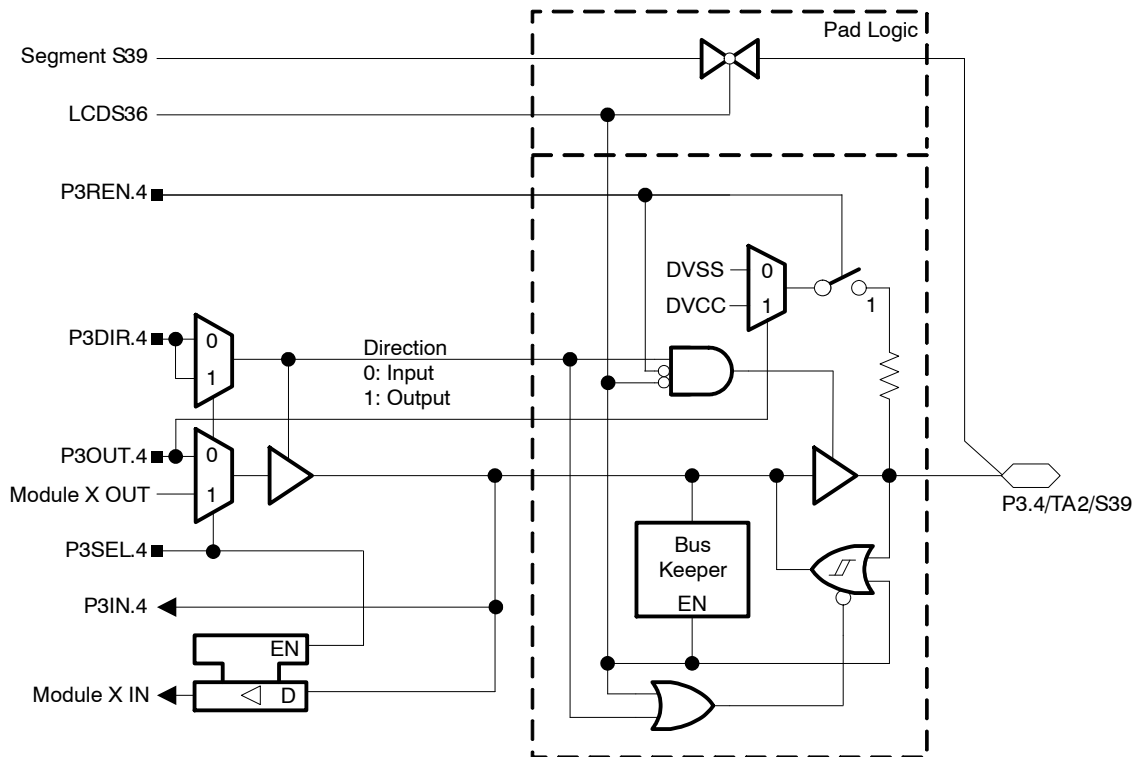 Pad Logic
Segment S39
LCDS36
P3REN.4
DVSS
0
DVCC
1
1
P3DIR.4
0
1
Direction
0: Input
1: Output
P3OUT.4
0
Module X OUT
1
P3.4/TA2/S39
P3SEL.4
Bus
Keeper
EN
P3IN.4
EN
Module X IN
D